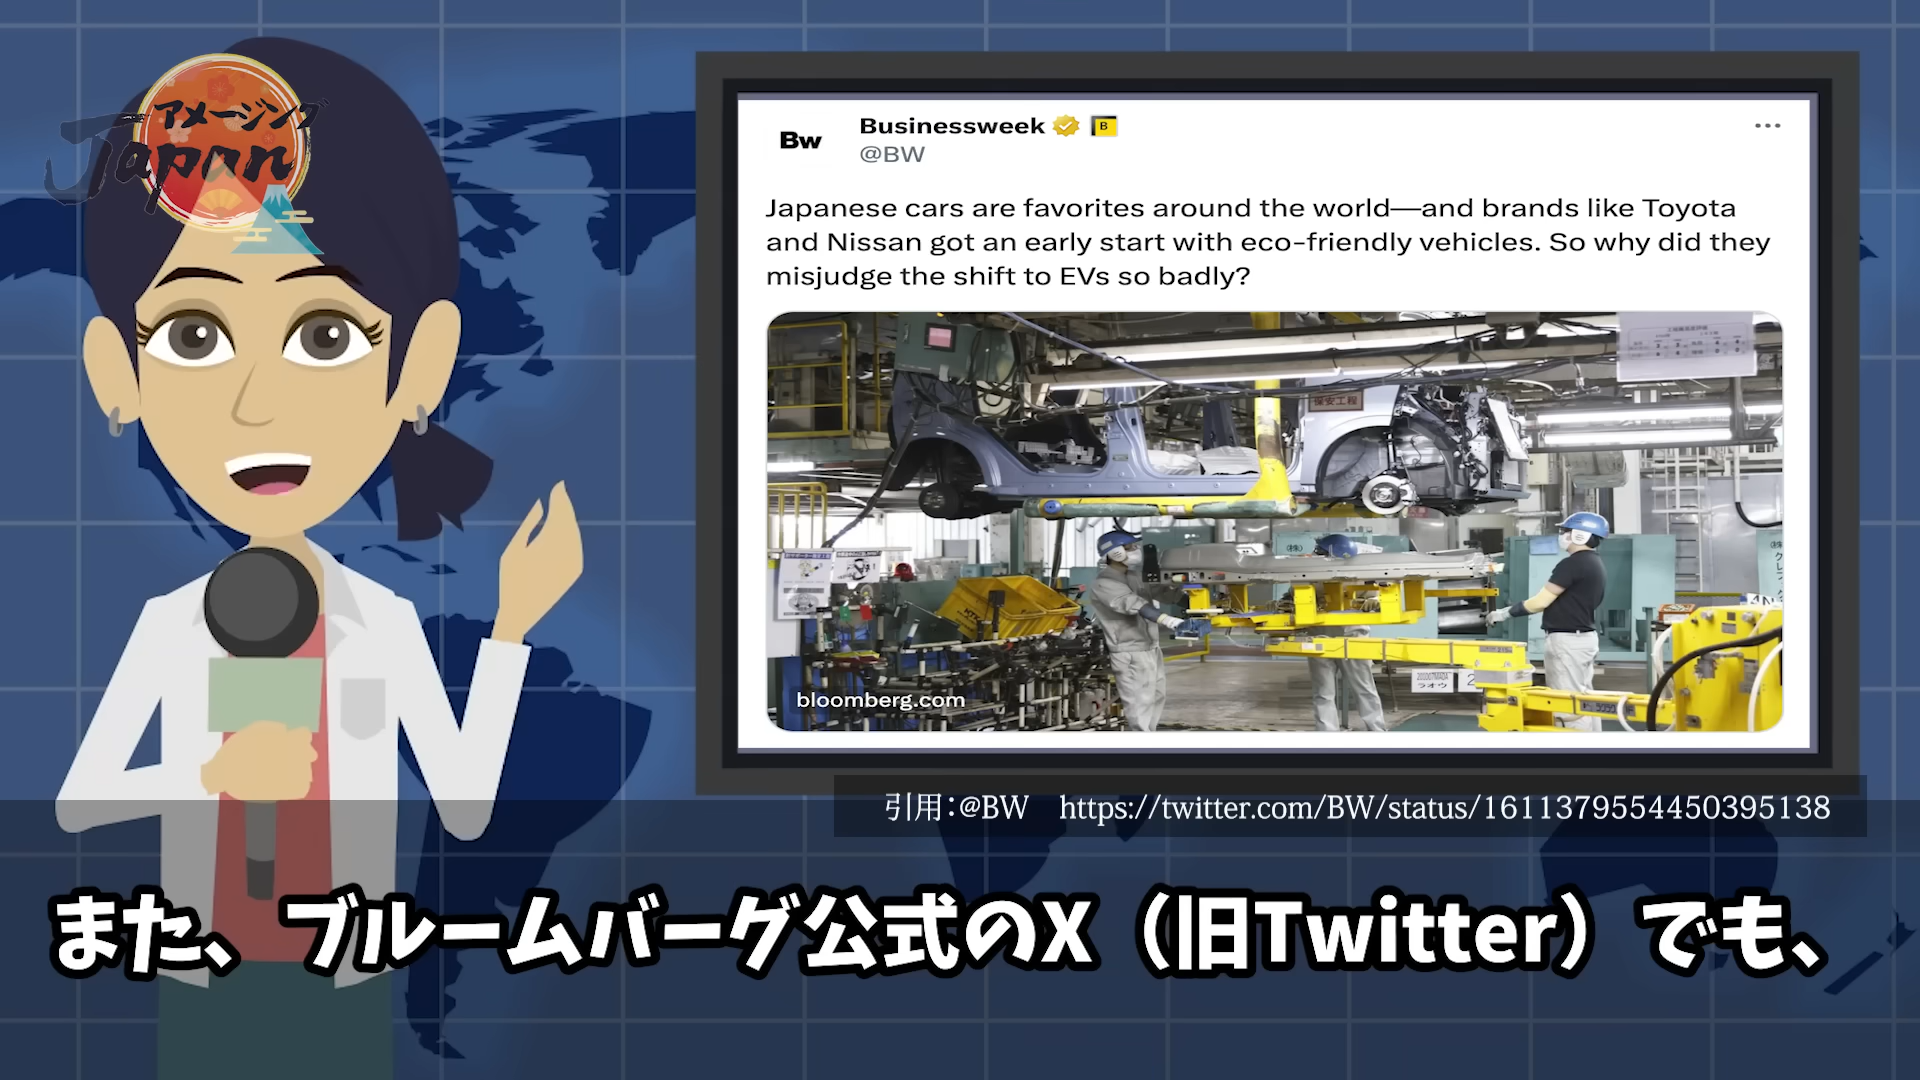 アメージング
Japan
Bw
Businessweek
B
@BW
Japanese cars are favorites around the world—and brands like Toyota
and Nissan got an early start with eco-friendly vehicles. So why did they
misjudge the shift to EVs so badly?
保安工程
bloomberg.com
引用：@BW https://twitter.com/BW/status/1611379554450395138
また、ブルームバーグ公式のX（旧Twitter）でも、